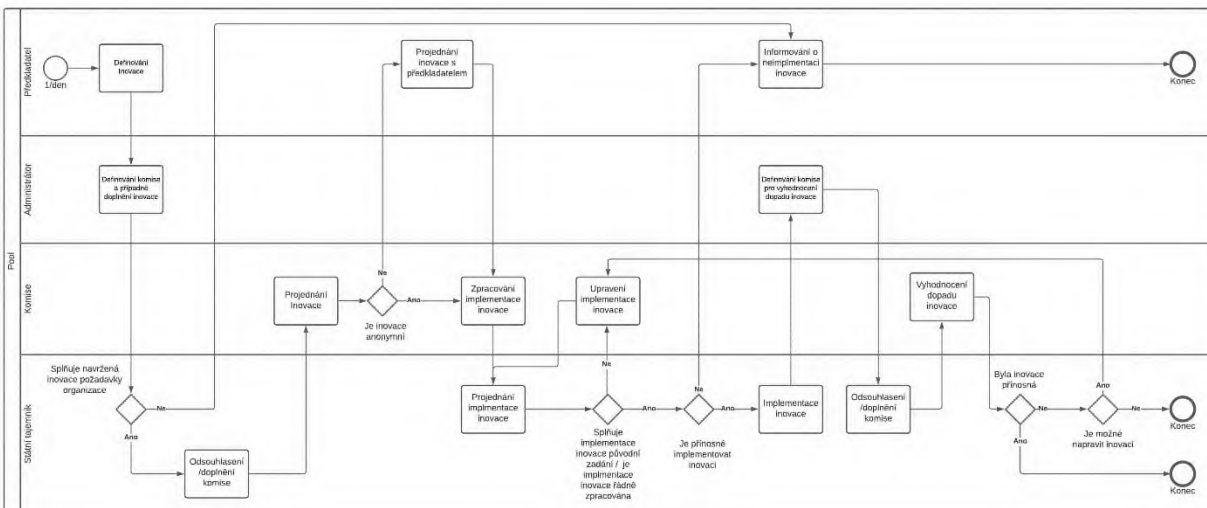 Pool
Předkladatel
1/den
Definování
Inovace
Projednání
inovace s
předkladatelem
Informování o
neimplmentaci
inovace
Konec
Administrátor
Definování komise
a případně
doplnění inovace
Definování komise
pro vyhodnocení
dopadu inovace
Komise
Projednání
Inovace
Ne
Ano
Je inovace
anonymní
Zpracování
implementace
inovace
Upravení
implementace
inovace
Vyhodnocení
dopadu
inovace
Státní tajemník
Splňuje navržená
inovace požadavky
organizace
Ne
Ano
Odsouhlasení
/doplnění
komise
Projednání
implmentace
inovace
Ne
Ano
Splňuje
implementace
inovace původní
zadání / je
implmentace
inovace řádně
zpracována
Ne
Ano
Je přínosné
implementovat
inovaci
Implementace
inovace
Odsouhlasení
/doplnění
komise
Byla inovace
přínosná
Ne
Ano
Ano
Ne
Je možné
napravit inovaci
Konec
Konec